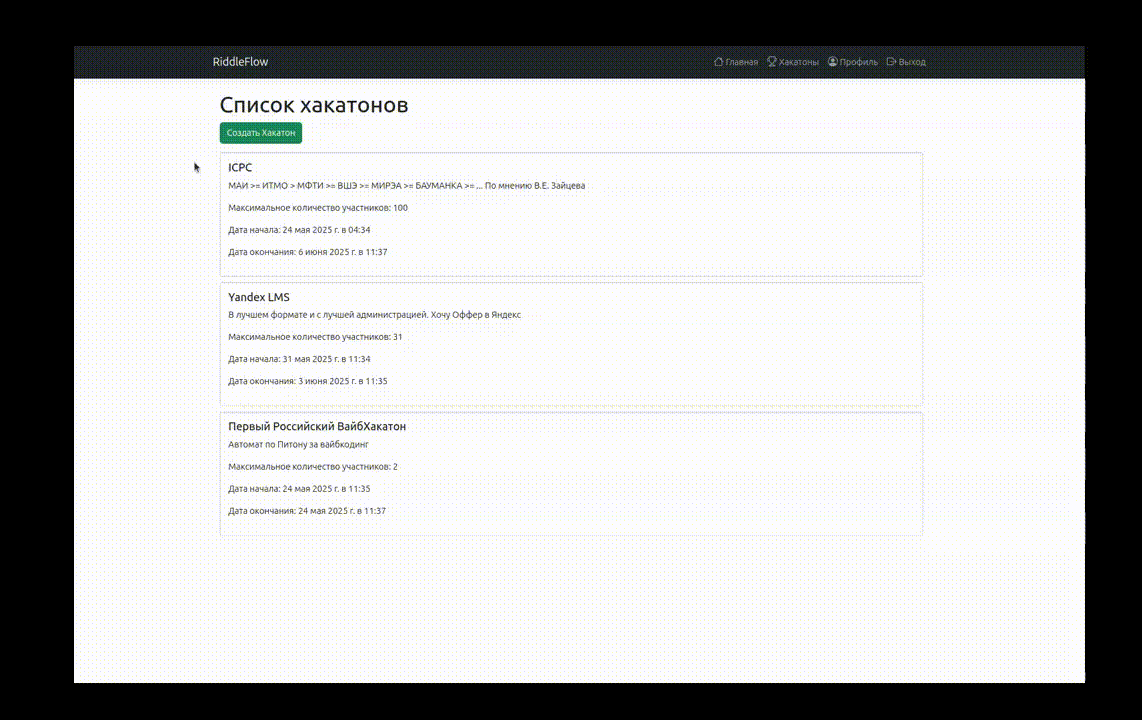 RiddleFlow
Главная Хакатоны Профиль Выход
Список хакатонов
Создать Хакатон
ICPC
МАИ >= ИТМО > МФТИ >= ВШЭ >= МИРЭА >= БАУМАНКА >= ... По мнению В.Е. Зайцева
Максимальное количество участников: 100
Дата начала: 24 мая 2025 г. в 04:34
Дата окончания: 6 июня 2025 г. в 11:37
Yandex LMS
В лучшем формате и с лучшей администрацией. Хочу Оффер в Яндекс
Максимальное количество участников: 31
Дата начала: 31 мая 2025 г. в 11:34
Дата окончания: 3 июня 2025 г. в 11:35
Первый Российский ВайбХакатон
Автомат по Питону за вайбкодинг
Максимальное количество участников: 2
Дата начала: 24 мая 2025 г. в 11:35
Дата окончания: 24 мая 2025 г. в 11:37